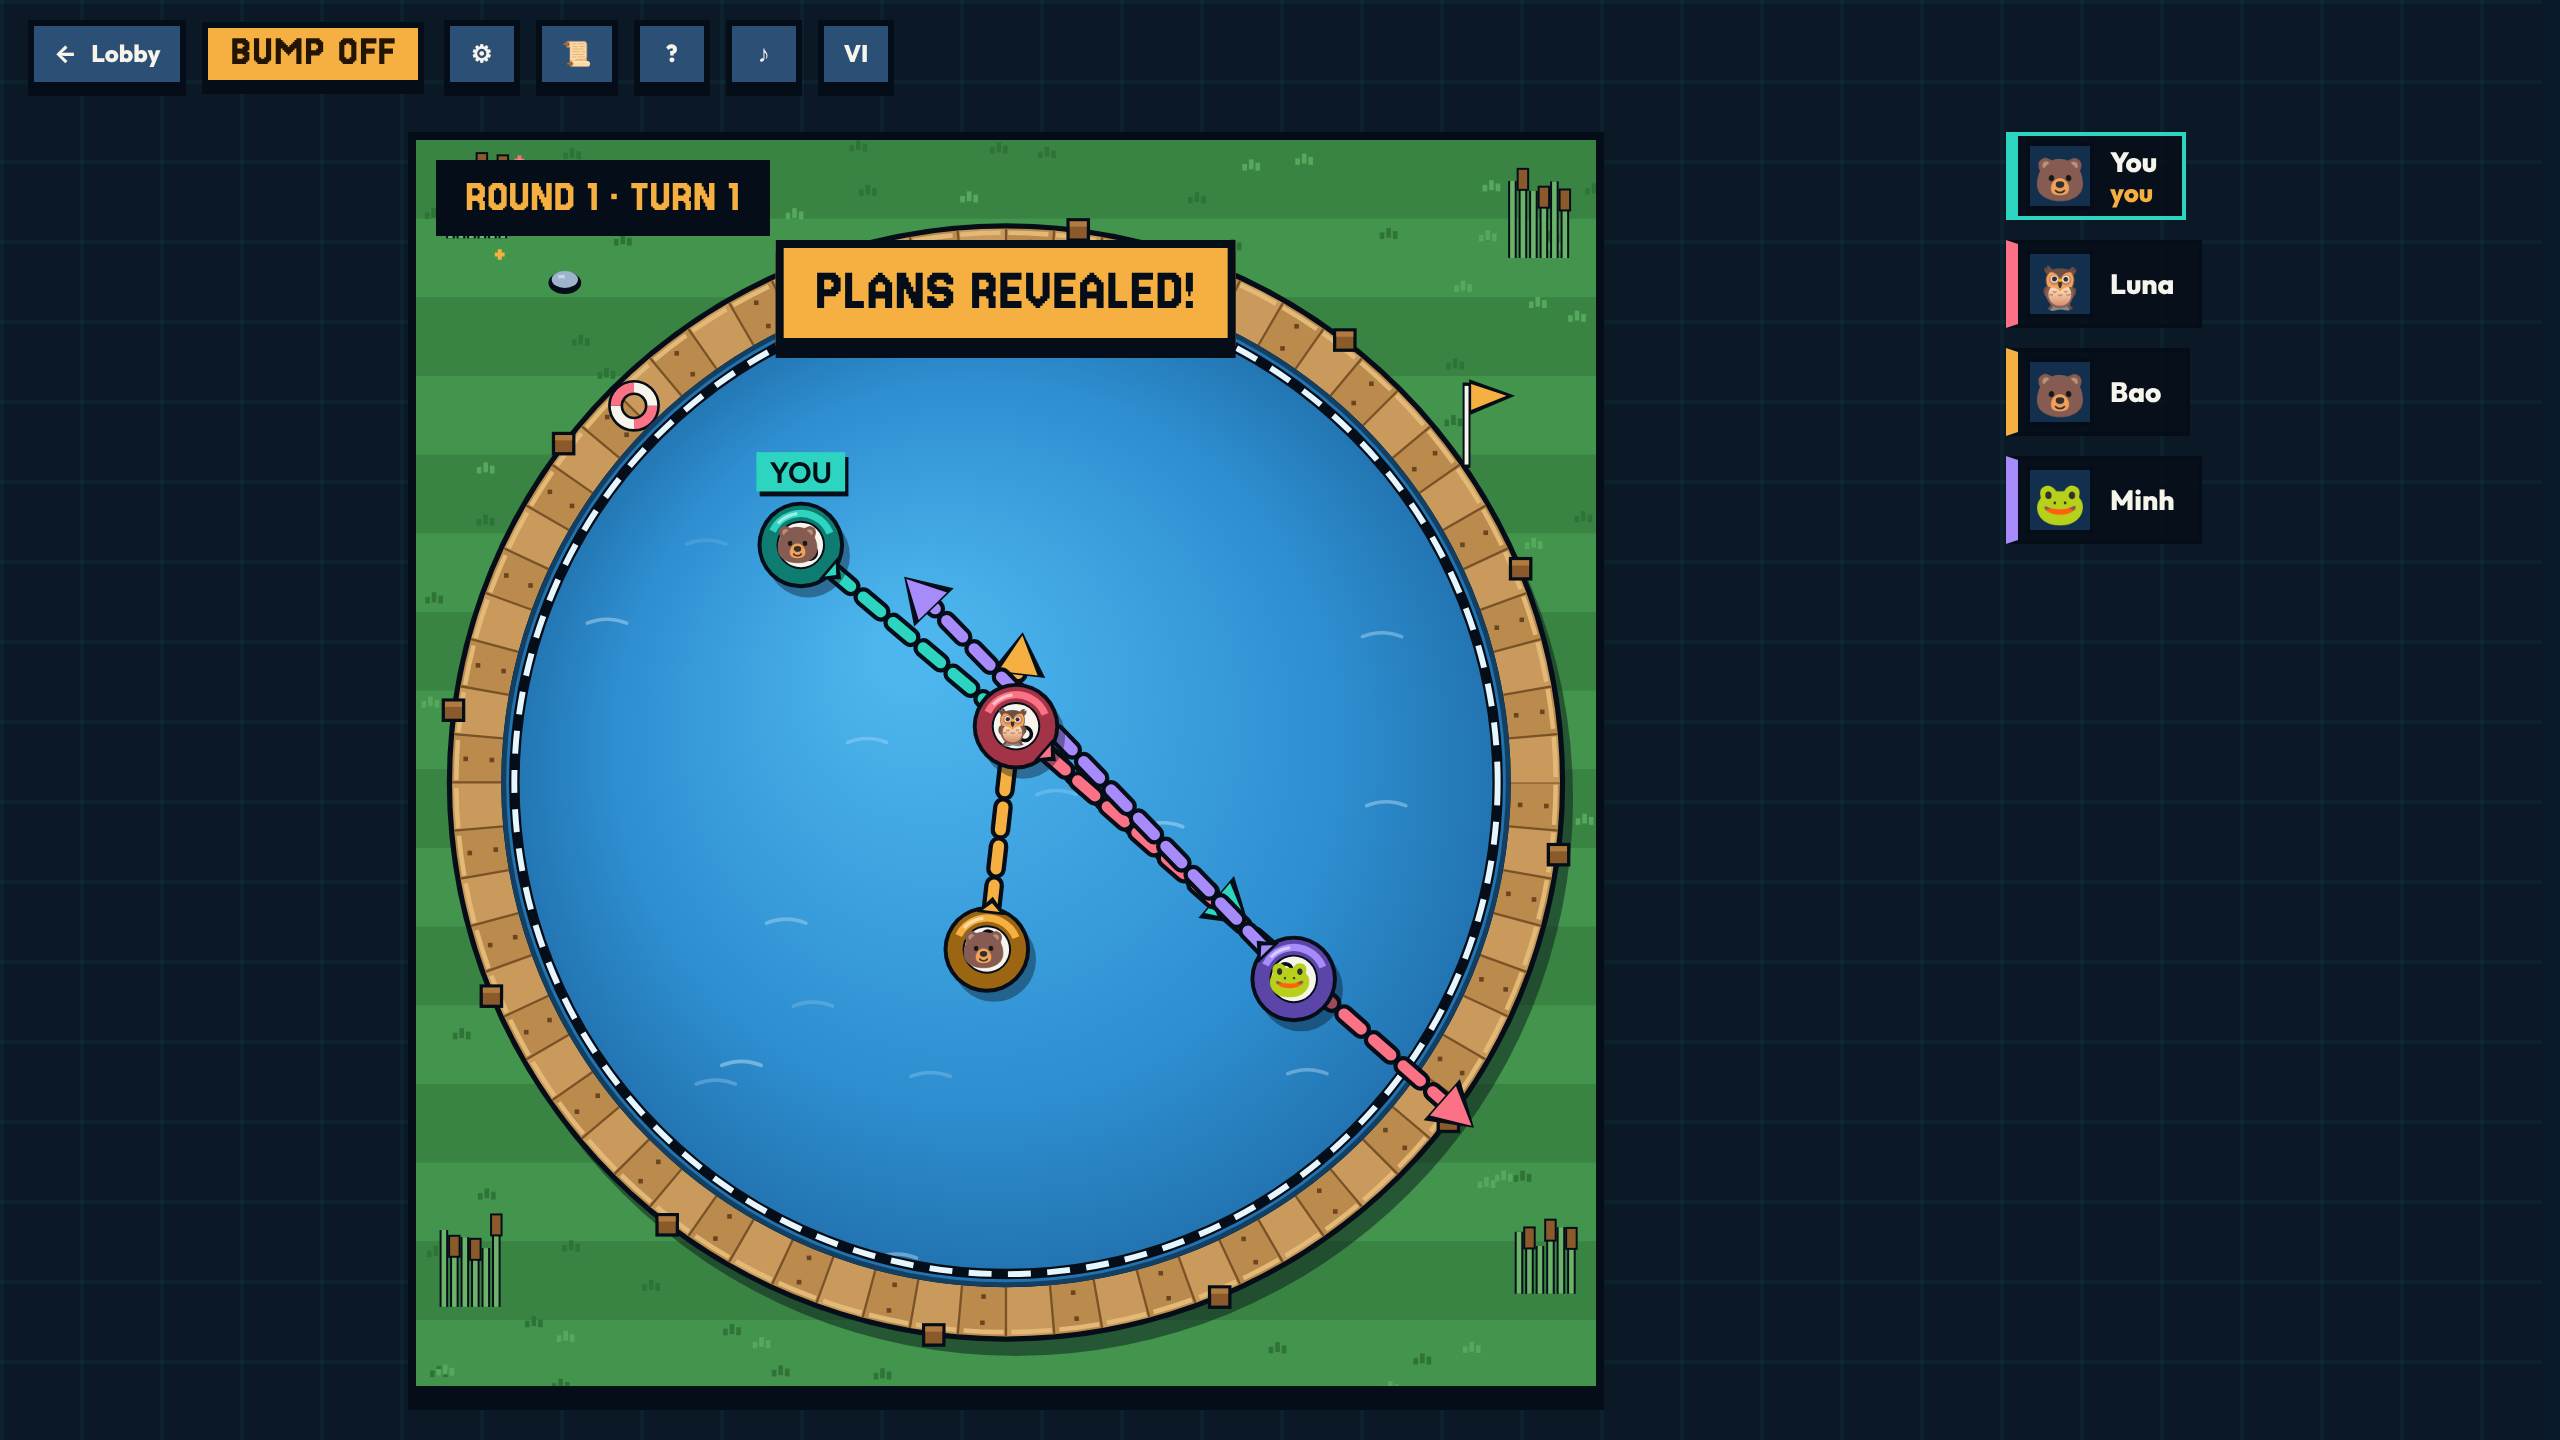 ← Lobby
BUMP OFF
?
♪
VI
ROUND 1 · TURN 1
PLANS REVEALED!
YOU
You
you
Luna
Bao
Minh